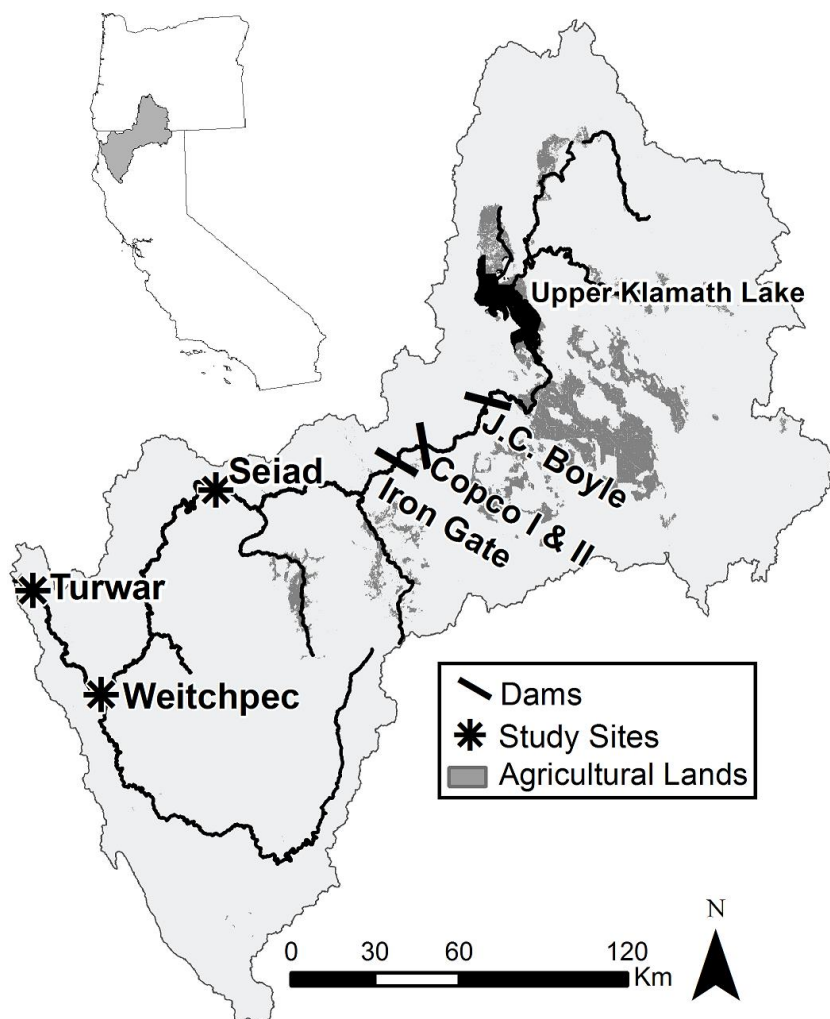 Upper Klamath Lake
J.C. Boyle
Copco I & II
Iron Gate
Seiad
Turwar
Weitchpec
Dams
Study Sites
Agricultural Lands
N
0 30 60 120
Km